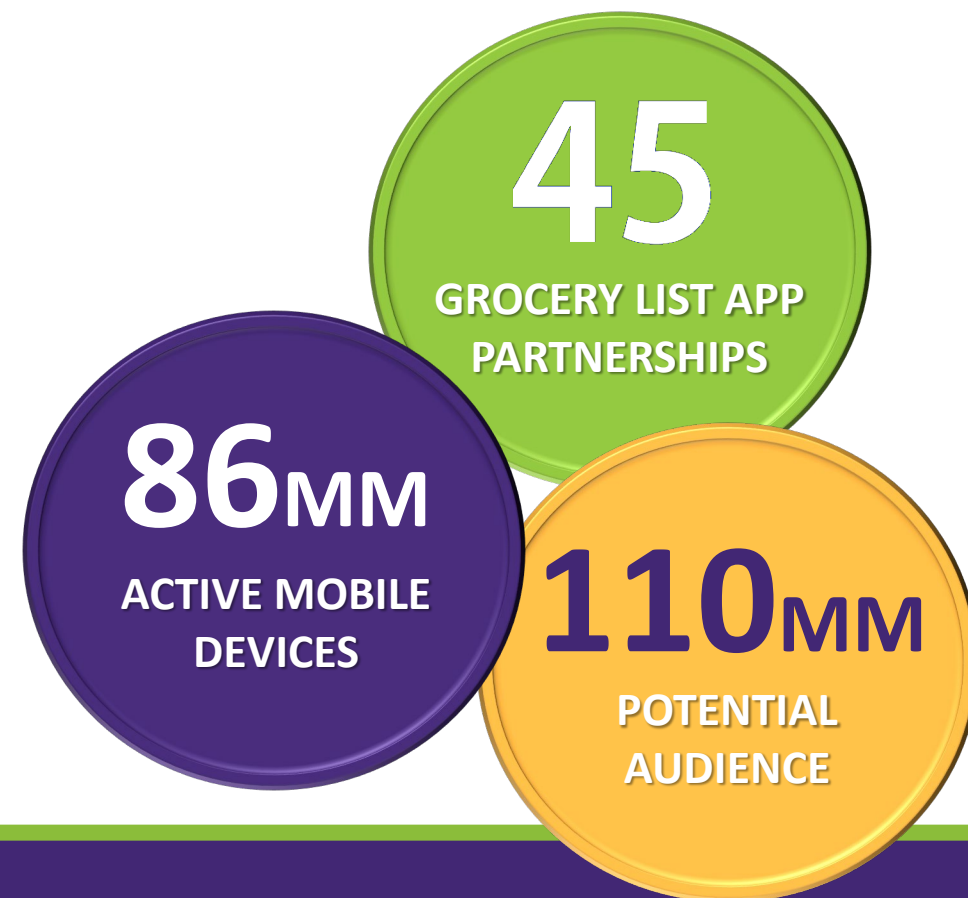 45
GROCERY LIST APP
PARTNERSHIPS
86MM
ACTIVE MOBILE
DEVICES
110MM
POTENTIAL
AUDIENCE